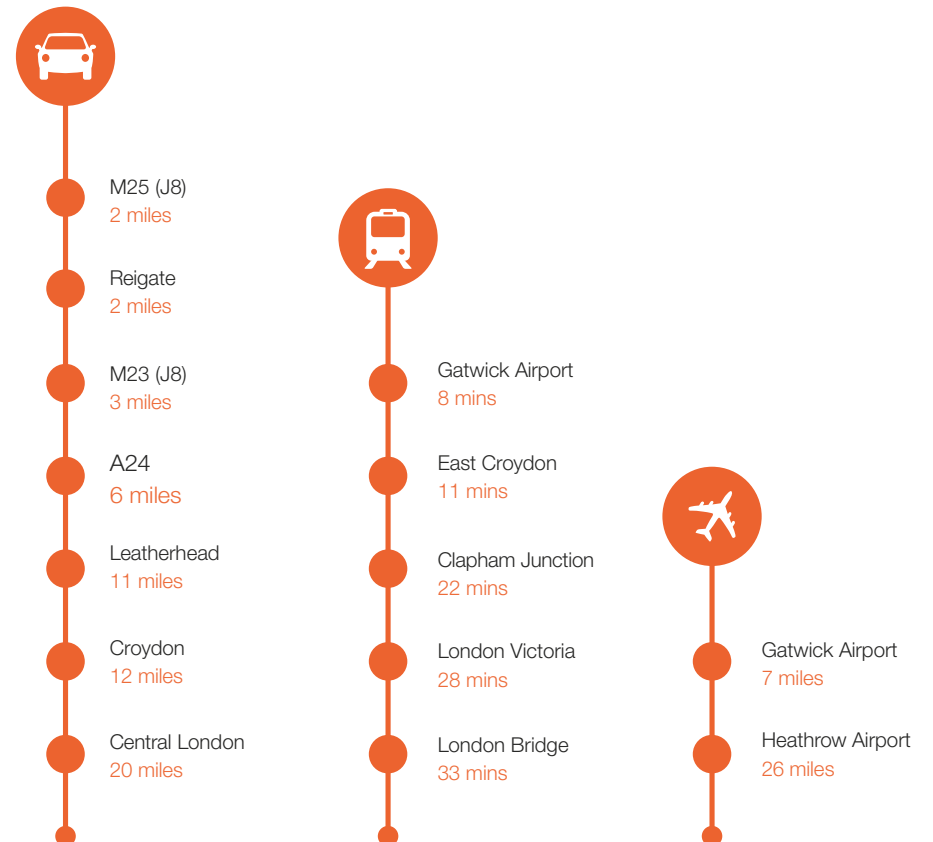 M25 (J8)
2 miles
Reigate
2 miles
M23 (J8)
3 miles
A24
6 miles
Leatherhead
11 miles
Croydon
12 miles
Central London
20 miles
Gatwick Airport
8 mins
East Croydon
11 mins
Clapham Junction
22 mins
London Victoria
28 mins
London Bridge
33 mins
Gatwick Airport
7 miles
Heathrow Airport
26 miles